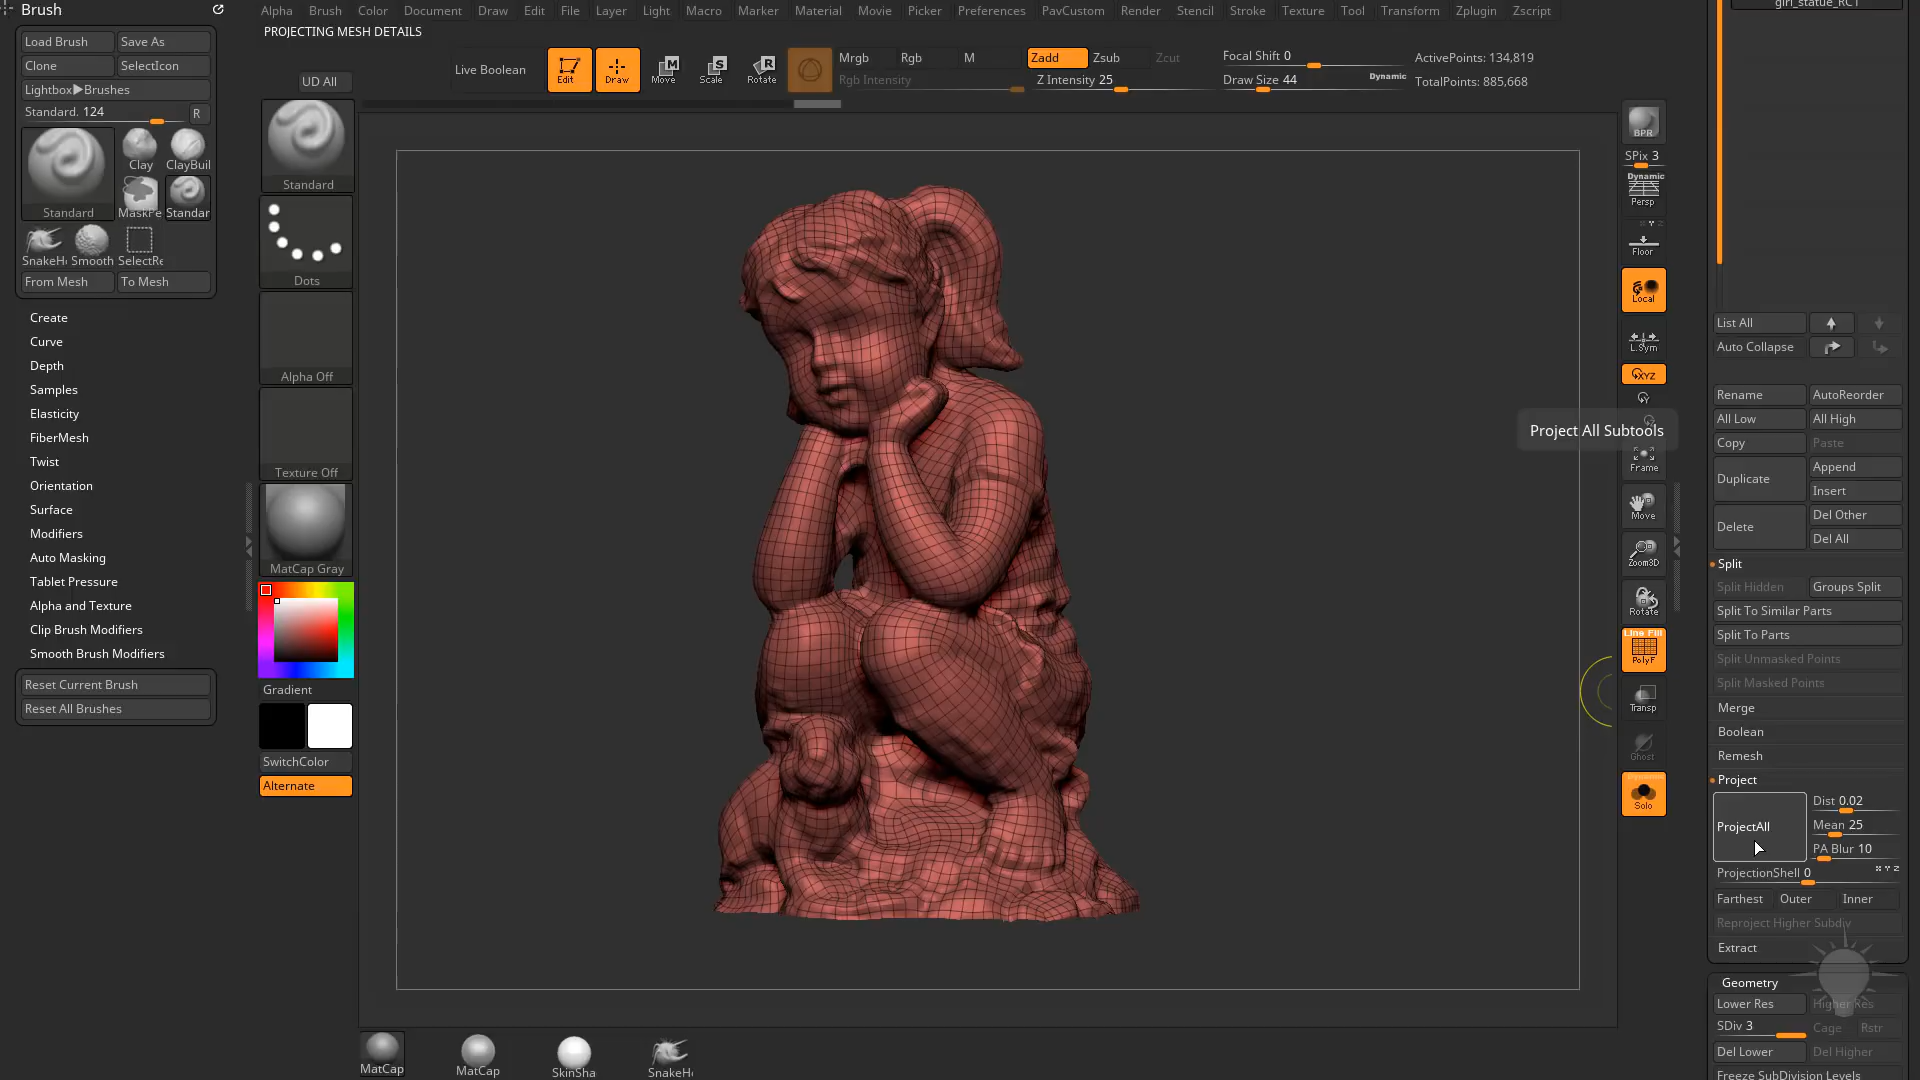 Brush
Alpha Brush Color Document Draw Edit File Layer Light Macro Marker Material Movie Picker Preferences PavCustom Render Stencil Stroke Texture Tool Transform Zplugin Zscript
girl_statue_RC1
PROJECTING MESH DETAILS
Load Brush Save As
Clone SelectIcon
Lightbox▶Brushes
Standard. 124 R
Standard
Clay ClayBuil
MaskPe Standar
SnakeH Smooth SelectRe
From Mesh To Mesh
Create
Curve
Depth
Samples
Elasticity
FiberMesh
Twist
Orientation
Surface
Modifiers
Auto Masking
Tablet Pressure
Alpha and Texture
Clip Brush Modifiers
Smooth Brush Modifiers
Reset Current Brush
Reset All Brushes
UD All
Standard
Dots
Alpha Off
Texture Off
MatCap Gray
Gradient
SwitchColor
Alternate
Live Boolean
Edit Draw Move Scale Rotate
Mrgb Rgb M
Rgb Intensity
Zadd Zsub Zcut
Z Intensity 25
Focal Shift 0
Draw Size 44 Dynamic
ActivePoints: 134,819
TotalPoints: 885,668
BPR
SPix 3
Dynamic
Persp
Floor
Local
L.Sym
XYZ
Y
Project All Subtools
Frame
Move
Zoom3D
Rotate
Line Fill
PolyF
Transp
Ghost
Dynamic
Solo
List All
Auto Collapse
Rename AutoReorder
All Low All High
Copy Paste
Duplicate Append
Insert
Delete Del Other
Del All
Split
Split Hidden Groups Split
Split To Similar Parts
Split To Parts
Split Unmasked Points
Split Masked Points
Merge
Boolean
Remesh
Project
ProjectAll
Dist 0.02
Mean 25
PA Blur 10
ProjectionShell 0 X Y Z
Farthest Outer Inner
Reproject Higher Subdiv
Extract
Geometry
Lower Res Higher Res
SDiv 3 Cage Rstr
Del Lower Del Higher
Freeze SubDivision Levels
MatCap MatCap SkinSha SnakeH